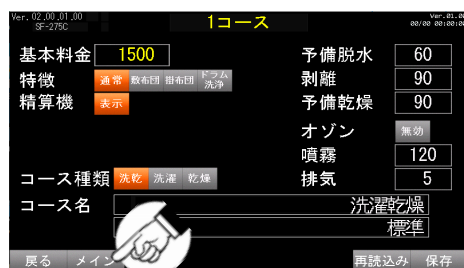 Ver. 02.00.01.00
SF-275C
1コース
Ver. 01.0
00/00 00:00:0
基本料金 1500
特徴 通常 敷布団 掛布団 ドラム洗浄
精算機 表示
予備脱水 60
剥離 90
予備乾燥 90
オゾン 無効
噴霧 120
排気 5
コース種類 洗乾 洗濯 乾燥
コース名 洗濯乾燥
標準
戻る メイン 再読込み 保存